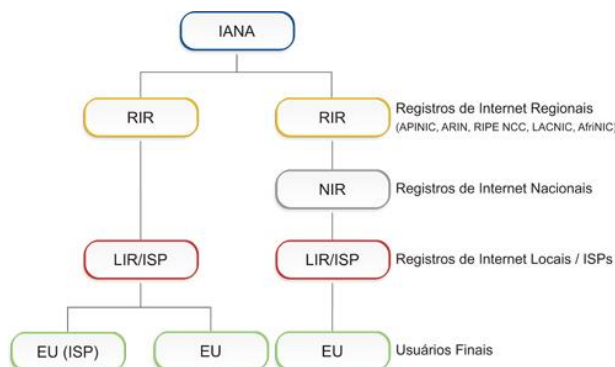 IANA
RIR
RIR
Registros de Internet Regionais
(APINIC, ARIN, RIPE NCC, LACNIC, AfriNIC)
NIR
Registros de Internet Nacionais
LIR/ISP
LIR/ISP
Registros de Internet Locais / ISPs
EU (ISP)
EU
EU
Usuários Finais